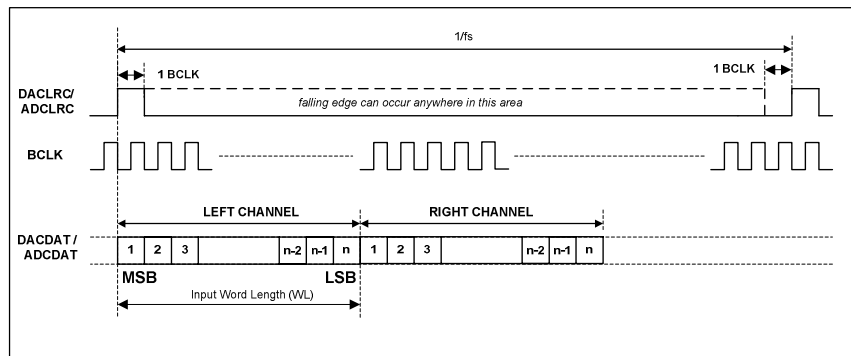 1/fs
1 BCLK
1 BCLK
DACLRC/
ADCLRC
falling edge can occur anywhere in this area
BCLK
LEFT CHANNEL
RIGHT CHANNEL
DACDAT /
ADCDAT
1 2 3 n-2 n-1 n 1 2 3 n-2 n-1 n
MSB LSB
Input Word Length (WL)